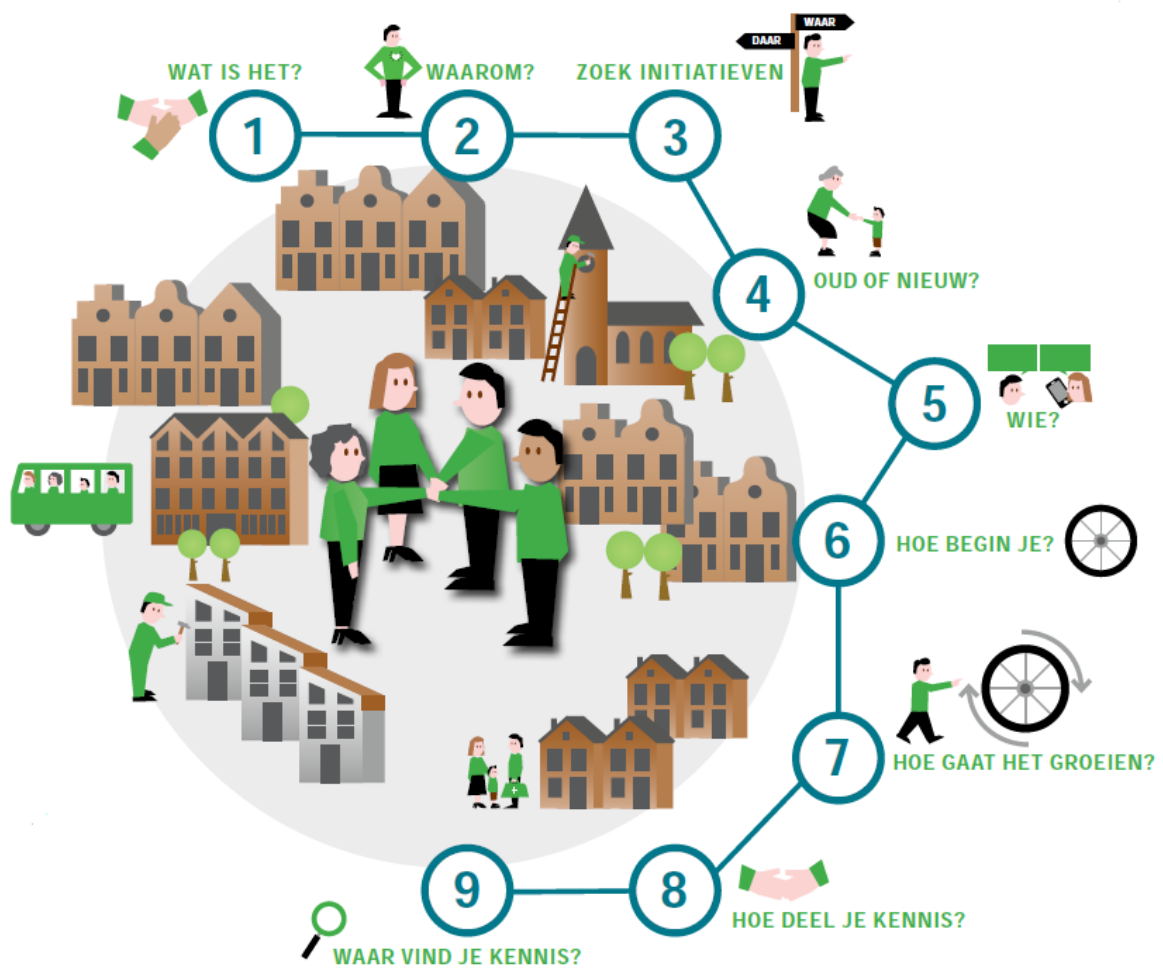 WAAR
DAAR
WAT IS HET?
WAAROM?
ZOEK INITIATIEVEN
1
2
3
4
OUD OF NIEUW?
5
WIE?
6
HOE BEGIN JE?
7
HOE GAAT HET GROEIEN?
8
9
HOE DEEL JE KENNIS?
WAAR VIND JE KENNIS?